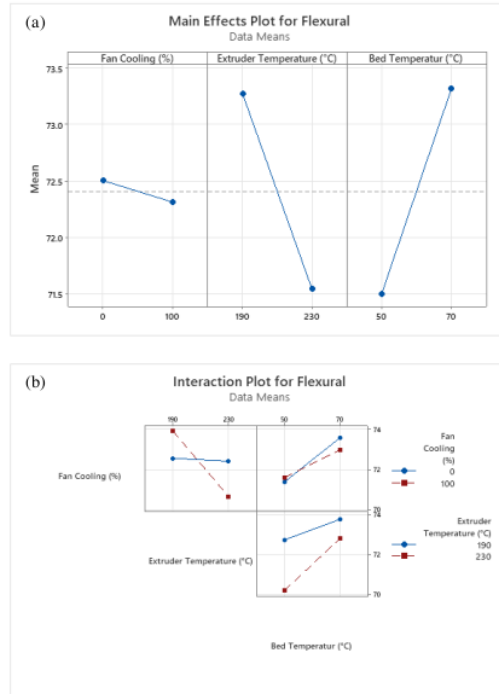 (a)
Main Effects Plot for Flexural
Data Means
Fan Cooling (%) Extruder Temperature (°C) Bed Temperatur (°C)
73.5
73.0
72.5
72.0
71.5
Mean
0 100 190 230 50 70
(b)
Interaction Plot for Flexural
Data Means
190 230 50 70
74
72
70
Fan Cooling (%)
Fan
Cooling
(%)
0
100
74
72
70
Extruder Temperature (°C)
Extruder
Temperature (°C)
190
230
Bed Temperatur (°C)